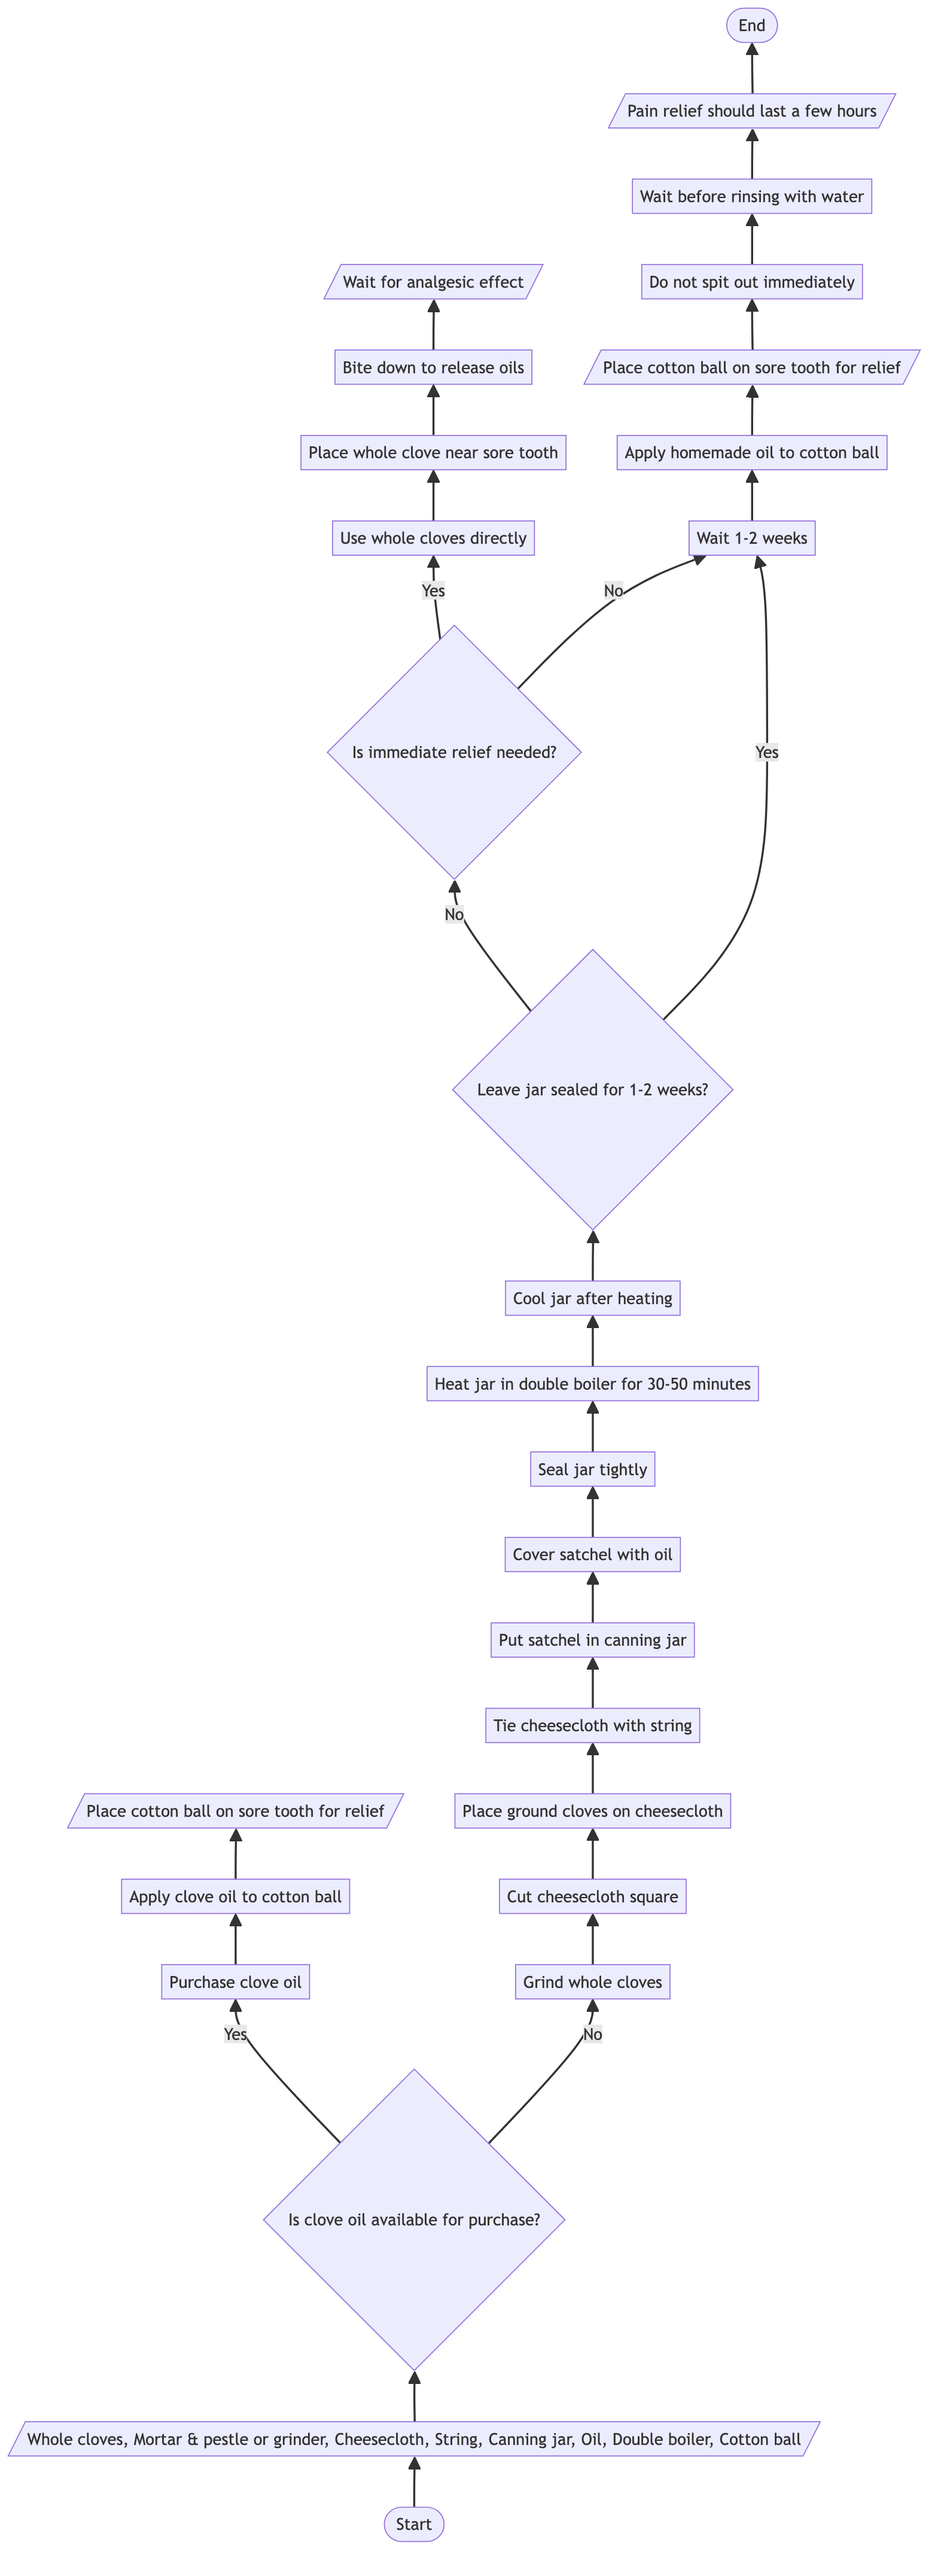 End
Pain relief should last a few hours
Wait before rinsing with water
Wait for analgesic effect
Do not spit out immediately
Bite down to release oils
Place cotton ball on sore tooth for relief
Place whole clove near sore tooth
Apply homemade oil to cotton ball
Use whole cloves directly
Wait 1-2 weeks
Yes
No
Is immediate relief needed?
Yes
No
Leave jar sealed for 1-2 weeks?
Cool jar after heating
Heat jar in double boiler for 30-50 minutes
Seal jar tightly
Cover satchel with oil
Put satchel in canning jar
Tie cheesecloth with string
Place cotton ball on sore tooth for relief
Place ground cloves on cheesecloth
Apply clove oil to cotton ball
Cut cheesecloth square
Purchase clove oil
Grind whole cloves
Yes
No
Is clove oil available for purchase?
Whole cloves, Mortar & pestle or grinder, Cheesecloth, String, Canning jar, Oil, Double boiler, Cotton ball
Start